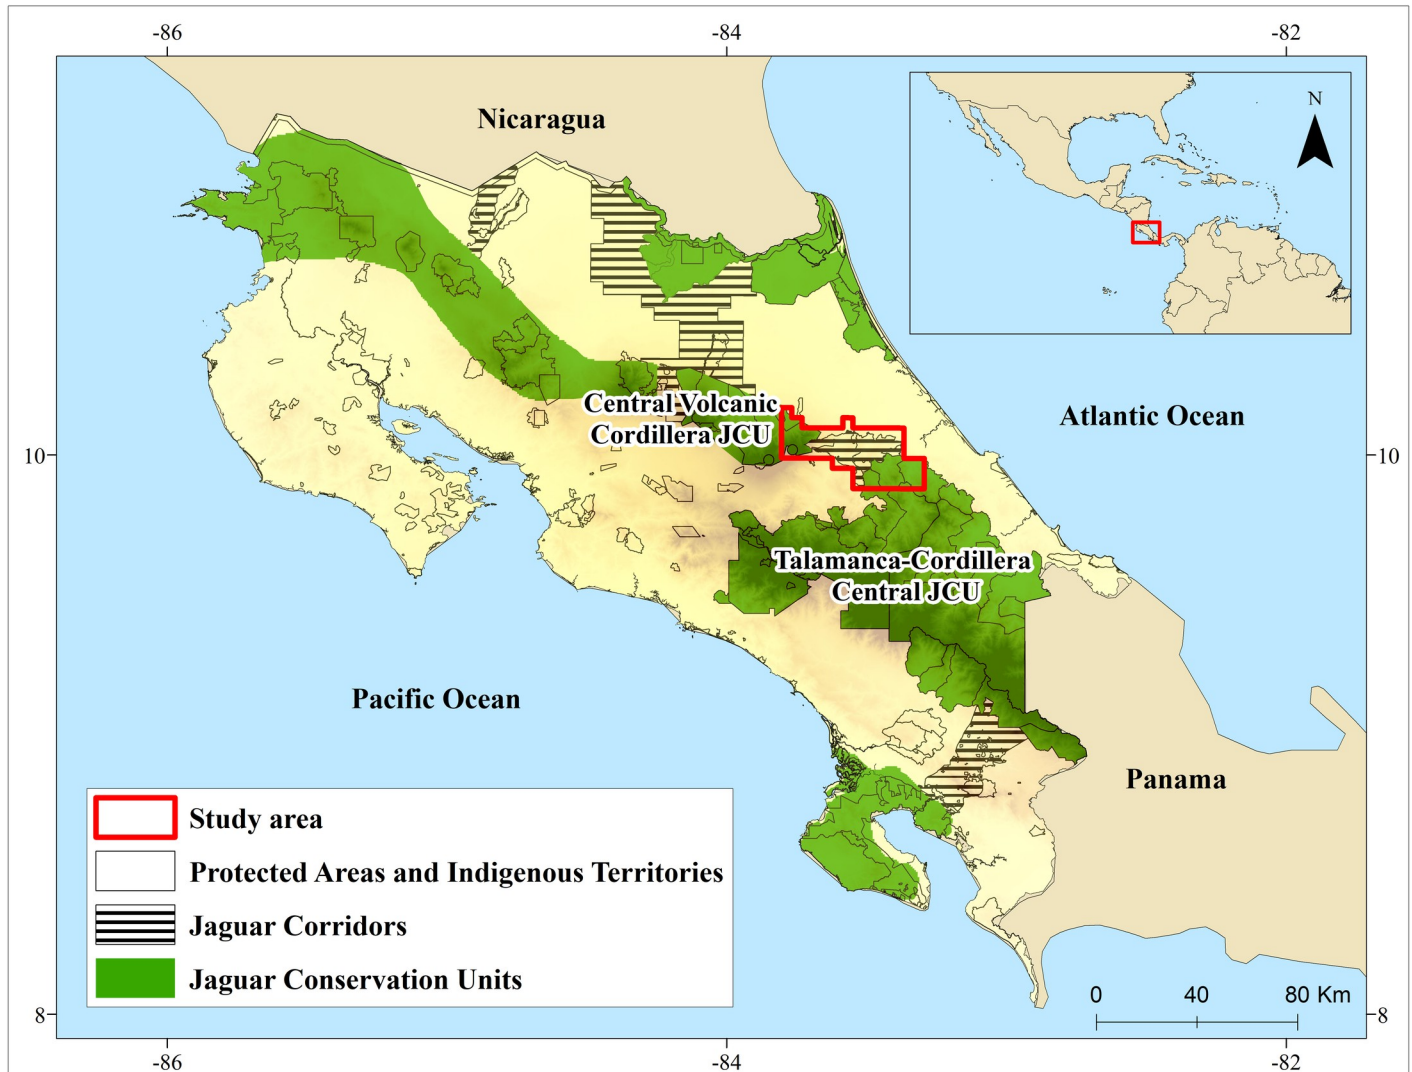 -86
-84
-82
Nicaragua
N
Central Volcanic
Cordillera JCU
Atlantic Ocean
10
10
Talamanca-Cordillera
Central JCU
Pacific Ocean
Panama
Study area
Protected Areas and Indigenous Territories
Jaguar Corridors
Jaguar Conservation Units
0 40 80 Km
8
8
-86
-84
-82